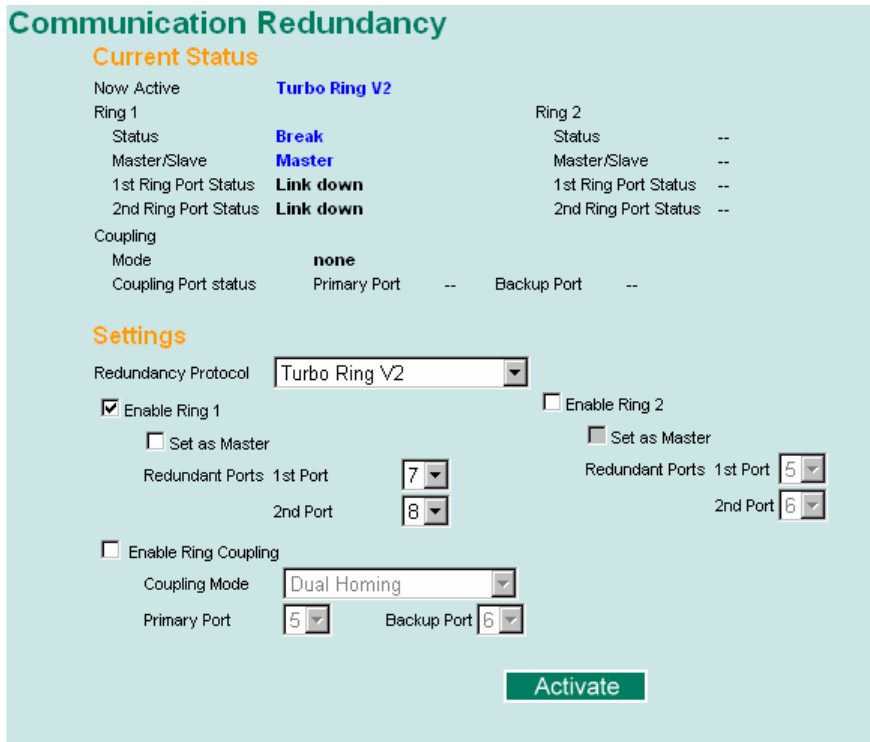 Communication Redundancy
Current Status
Now Active Turbo Ring V2
Ring 1 Ring 2
Status Break Status --
Master/Slave Master Master/Slave --
1st Ring Port Status Link down 1st Ring Port Status --
2nd Ring Port Status Link down 2nd Ring Port Status --
Coupling
Mode none
Coupling Port status Primary Port -- Backup Port --
Settings
Redundancy Protocol Turbo Ring V2
Enable Ring 1 Enable Ring 2
Set as Master Set as Master
Redundant Ports 1st Port 7 Redundant Ports 1st Port 5
2nd Port 8 2nd Port 6
Enable Ring Coupling
Coupling Mode Dual Homing
Primary Port 5 Backup Port 6
Activate